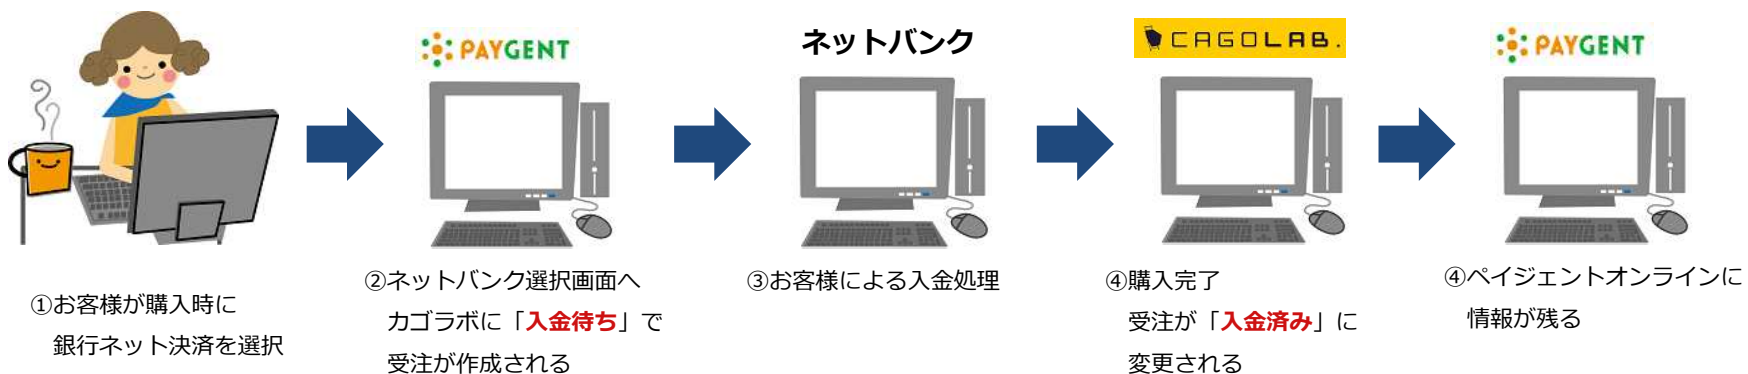 PAYGENT
ネットバンク
CAGOLAB.
PAYGENT
①お客様が購入時に
銀行ネット決済を選択
②ネットバンク選択画面へ
カゴラボに「入金待ち」で
受注が作成される
③お客様による入金処理
④購入完了
受注が「入金済み」に
変更される
④ペイジェントオンラインに
情報が残る